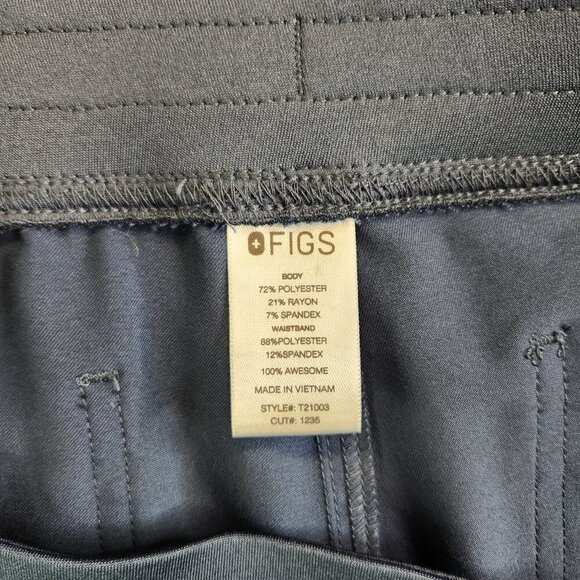 FIGS
BODY
72% POLYESTER
21% RAYON
7% SPANDEX
WAISTBAND
88%POLYESTER
12%SPANDEX
100% AWESOME
MADE IN VIETNAM
STYLE#: T21003
CUT#: 1235